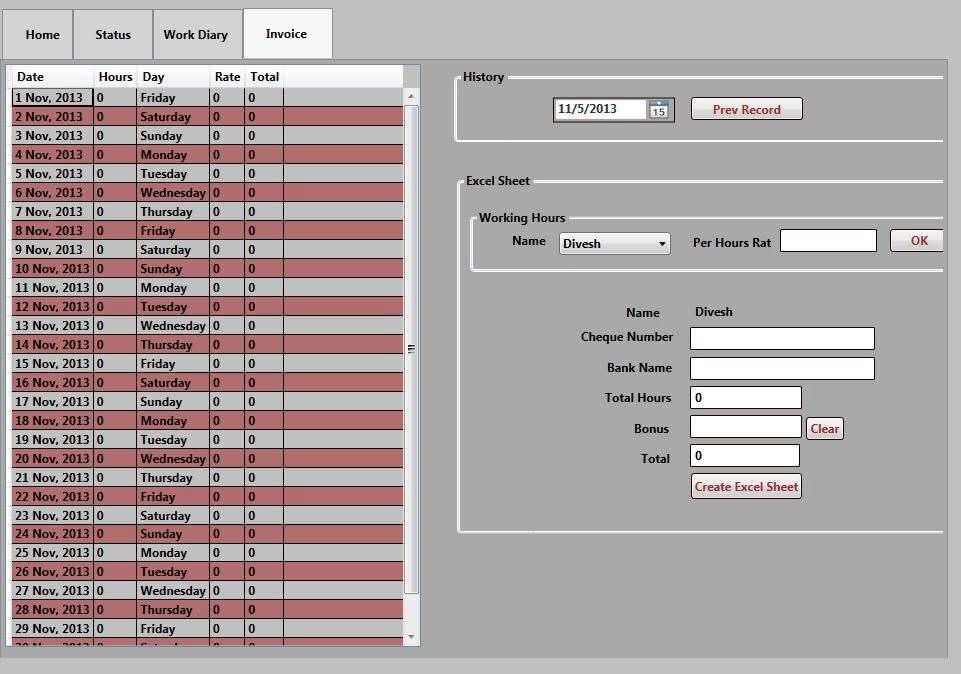 Home Status Work Diary Invoice
Date Hours Day Rate Total
1 Nov, 2013 0 Friday 0 0
2 Nov, 2013 0 Saturday 0 0
3 Nov, 2013 0 Sunday 0 0
4 Nov, 2013 0 Monday 0 0
5 Nov, 2013 0 Tuesday 0 0
6 Nov, 2013 0 Wednesday 0 0
7 Nov, 2013 0 Thursday 0 0
8 Nov, 2013 0 Friday 0 0
9 Nov, 2013 0 Saturday 0 0
10 Nov, 2013 0 Sunday 0 0
11 Nov, 2013 0 Monday 0 0
12 Nov, 2013 0 Tuesday 0 0
13 Nov, 2013 0 Wednesday 0 0
14 Nov, 2013 0 Thursday 0 0
15 Nov, 2013 0 Friday 0 0
16 Nov, 2013 0 Saturday 0 0
17 Nov, 2013 0 Sunday 0 0
18 Nov, 2013 0 Monday 0 0
19 Nov, 2013 0 Tuesday 0 0
20 Nov, 2013 0 Wednesday 0 0
21 Nov, 2013 0 Thursday 0 0
22 Nov, 2013 0 Friday 0 0
23 Nov, 2013 0 Saturday 0 0
24 Nov, 2013 0 Sunday 0 0
25 Nov, 2013 0 Monday 0 0
26 Nov, 2013 0 Tuesday 0 0
27 Nov, 2013 0 Wednesday 0 0
28 Nov, 2013 0 Thursday 0 0
29 Nov, 2013 0 Friday 0 0
History
11/5/2013 15 Prev Record
Excel Sheet
Working Hours
Name Divesh Per Hours Rat OK
Name Divesh
Cheque Number
Bank Name
Total Hours 0
Bonus Clear
Total 0
Create Excel Sheet